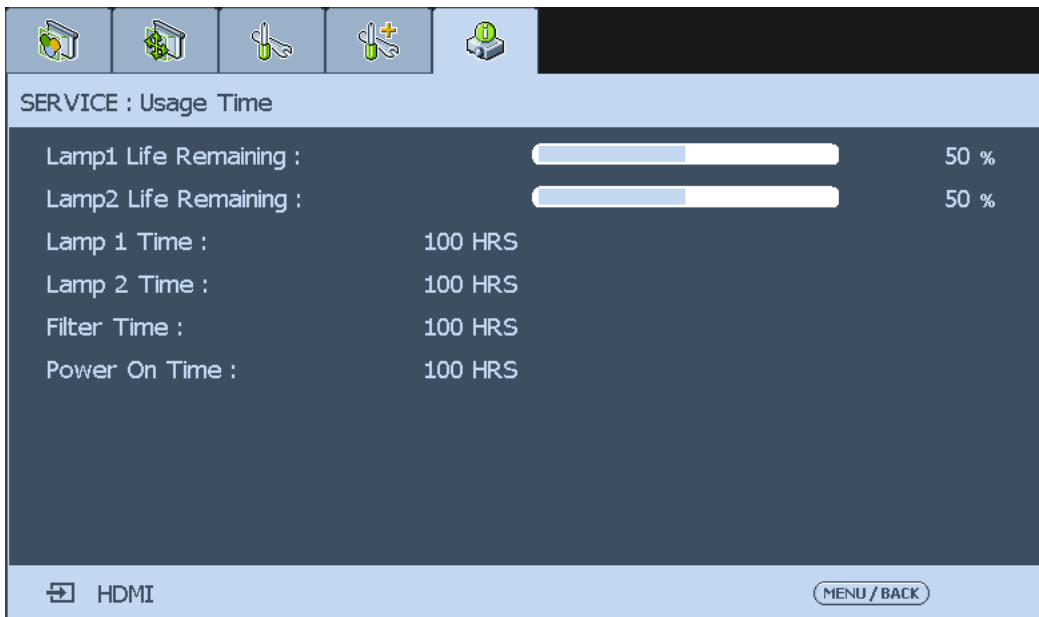 SERVICE : Usage Time
Lamp1 Life Remaining : 50 %
Lamp2 Life Remaining : 50 %
Lamp 1 Time : 100 HRS
Lamp 2 Time : 100 HRS
Filter Time : 100 HRS
Power On Time : 100 HRS
HDMI MENU / BACK